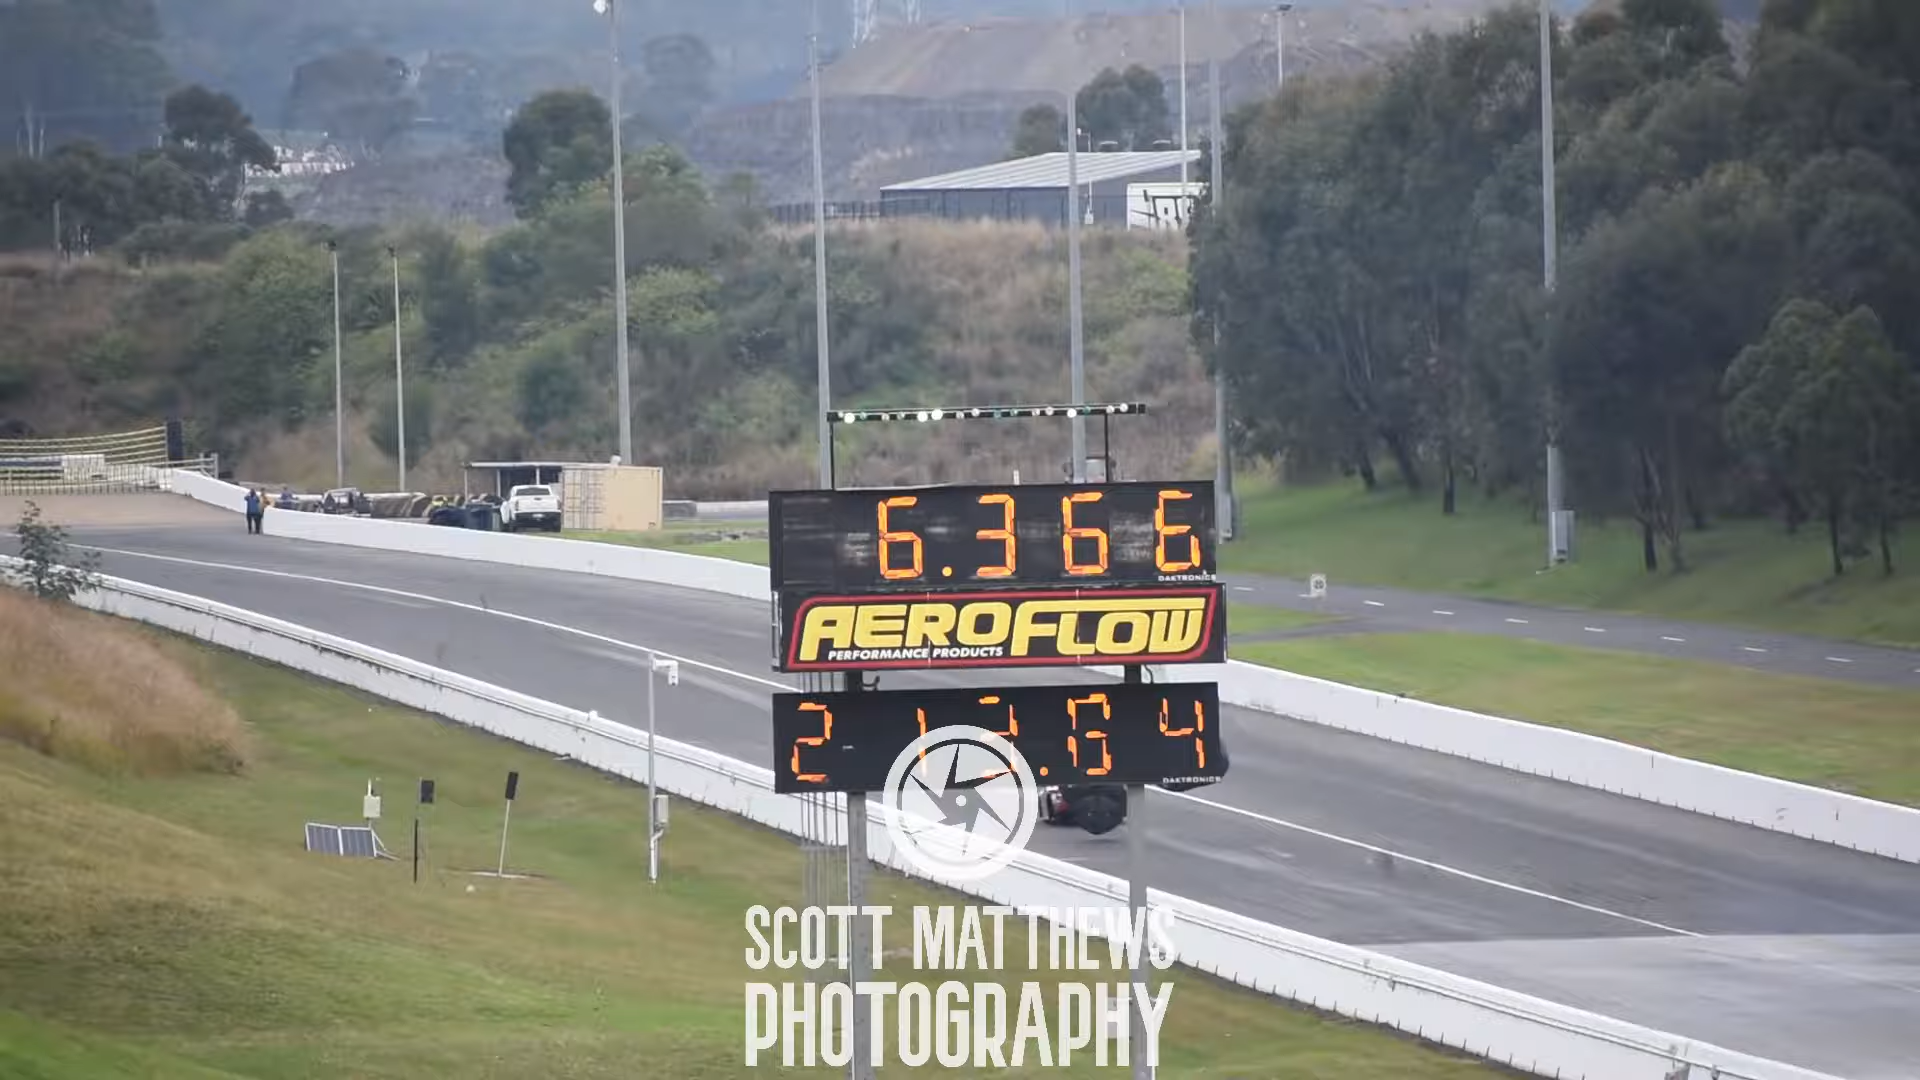 6.366
DAKTRONICS
AEROFLOW
PERFORMANCE PRODUCTS
DAKTRONICS
SCOTT MATTHEWS
PHOTOGRAPHY